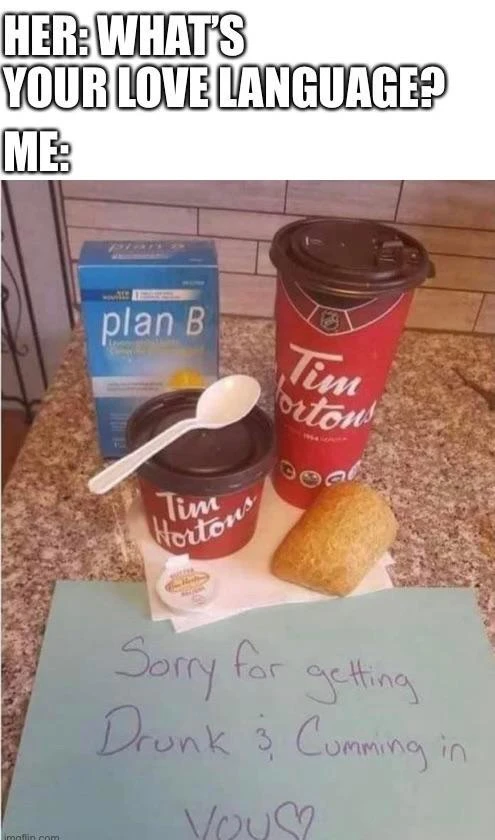 HER: WHAT'S
YOUR LOVE LANGUAGE?
ME:
plan B
plan B
Tim
Hortons
Tim
Hortons
Sorry for getting
Drunk & Cumming in
YOU♡
imgflip.com